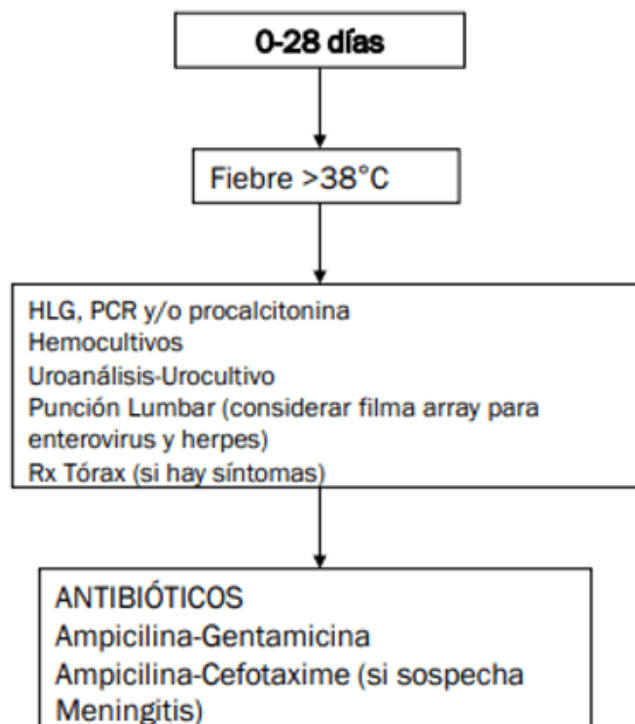 0-28 días
Fiebre >38°C
HLG, PCR y/o procalcitonina
Hemocultivos
Uroanálisis-Urocultivo
Punción Lumbar (considerar filma array para
enterovirus y herpes)
Rx Tórax (si hay síntomas)
ANTIBIÓTICOS
Ampicilina-Gentamicina
Ampicilina-Cefotaxime (si sospecha
Meningitis)